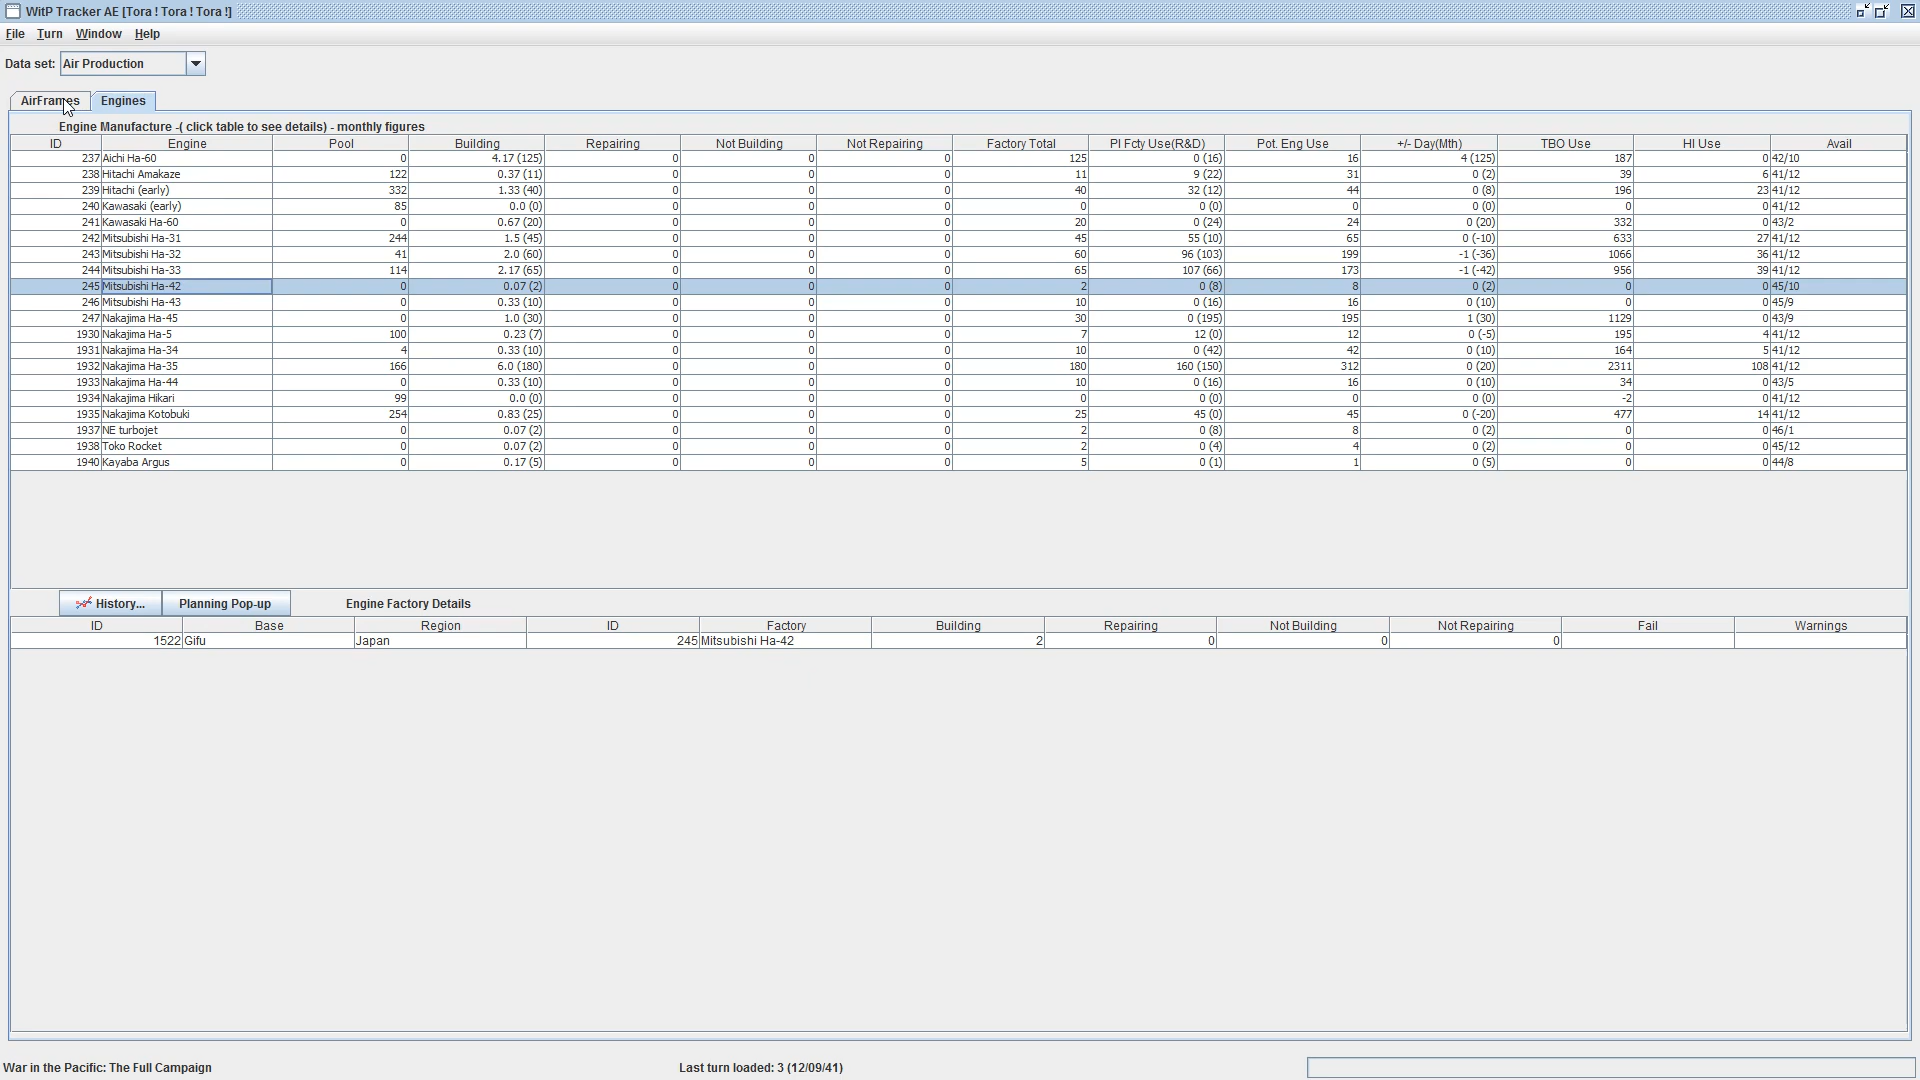 WitP Tracker AE [Tora ! Tora ! Tora !]
File Turn Window Help
Data set: Air Production
AirFrames Engines
Engine Manufacture -( click table to see details) - monthly figures
ID Engine Pool Building Repairing Not Building Not Repairing Factory Total Pl Fcty Use(R&D) Pot. Eng Use +/- Day(Mth) TBO Use HI Use Avail
237 Aichi Ha-60 0 4.17 (125) 0 0 0 125 0 (16) 16 4 (125) 187 0 42/10
238 Hitachi Amakaze 122 0.37 (11) 0 0 0 11 9 (22) 31 0 (2) 39 6 41/12
239 Hitachi (early) 332 1.33 (40) 0 0 0 40 32 (12) 44 0 (8) 196 23 41/12
240 Kawasaki (early) 85 0.0 (0) 0 0 0 0 0 (0) 0 0 (0) 0 0 41/12
241 Kawasaki Ha-60 0 0.67 (20) 0 0 0 20 0 (24) 24 0 (20) 332 0 43/2
242 Mitsubishi Ha-31 244 1.5 (45) 0 0 0 45 55 (10) 65 0 (-10) 633 27 41/12
243 Mitsubishi Ha-32 41 2.0 (60) 0 0 0 60 96 (103) 199 -1 (-36) 1066 36 41/12
244 Mitsubishi Ha-33 114 2.17 (65) 0 0 0 65 107 (66) 173 -1 (-42) 956 39 41/12
245 Mitsubishi Ha-42 0 0.07 (2) 0 0 0 2 0 (8) 8 0 (2) 0 0 45/10
246 Mitsubishi Ha-43 0 0.33 (10) 0 0 0 10 0 (16) 16 0 (10) 0 0 45/9
247 Nakajima Ha-45 0 1.0 (30) 0 0 0 30 0 (195) 195 1 (30) 1129 0 43/9
1930 Nakajima Ha-5 100 0.23 (7) 0 0 0 7 12 (0) 12 0 (-5) 195 4 41/12
1931 Nakajima Ha-34 4 0.33 (10) 0 0 0 10 0 (42) 42 0 (10) 164 5 41/12
1932 Nakajima Ha-35 166 6.0 (180) 0 0 0 180 160 (150) 312 0 (20) 2311 108 41/12
1933 Nakajima Ha-44 0 0.33 (10) 0 0 0 10 0 (16) 16 0 (10) 34 0 43/5
1934 Nakajima Hikari 99 0.0 (0) 0 0 0 0 0 (0) 0 0 (0) -2 0 41/12
1935 Nakajima Kotobuki 254 0.83 (25) 0 0 0 25 45 (0) 45 0 (-20) 477 14 41/12
1937 NE turbojet 0 0.07 (2) 0 0 0 2 0 (8) 8 0 (2) 0 0 46/1
1938 Toko Rocket 0 0.07 (2) 0 0 0 2 0 (4) 4 0 (2) 0 0 45/12
1940 Kayaba Argus 0 0.17 (5) 0 0 0 5 0 (1) 1 0 (5) 0 0 44/8
History... Planning Pop-up Engine Factory Details
ID Base Region ID Factory Building Repairing Not Building Not Repairing Fail Warnings
1522 Gifu Japan 245 Mitsubishi Ha-42 2 0 0 0
War in the Pacific: The Full Campaign Last turn loaded: 3 (12/09/41)